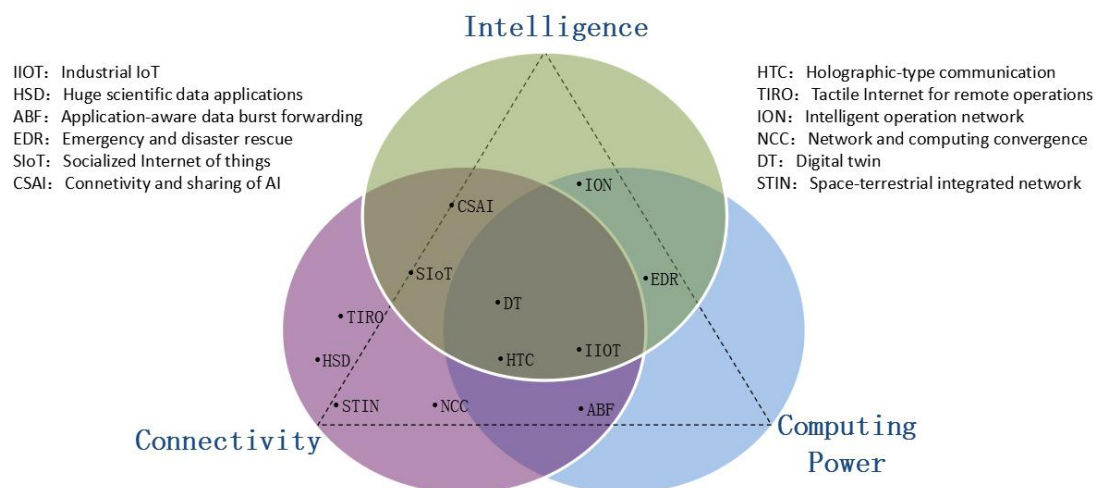 Intelligence
IIOT: Industrial IoT
HSD: Huge scientific data applications
ABF: Application-aware data burst forwarding
EDR: Emergency and disaster rescue
SIoT: Socialized Internet of things
CSAI: Connetivity and sharing of AI
HTC: Holographic-type communication
TIRO: Tactile Internet for remote operations
ION: Intelligent operation network
NCC: Network and computing convergence
DT: Digital twin
STIN: Space-terrestrial integrated network
•ION
•CSAI
•SIoT
•EDR
•DT
•TIRO
•HSD
•HTC
•IIOT
•STIN
•NCC
•ABF
Connectivity
Computing
Power